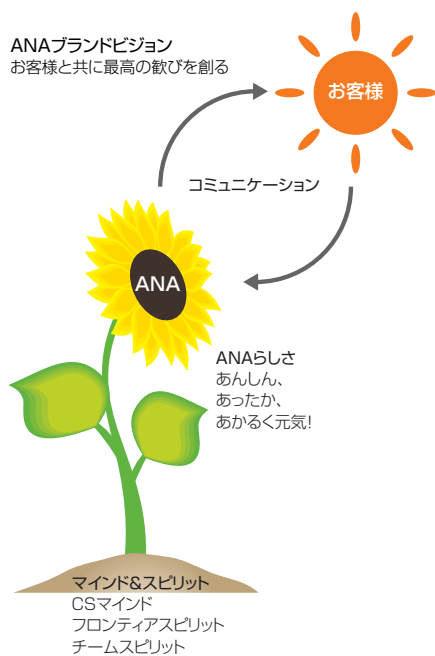 ANAブランドビジョン
お客様と共に最高の歓びを創る
お客様
コミュニケーション
ANA
ANAらしさ
あんしん、
あったか、
あかるく元気！
マインド&スピリット
CSマインド
フロンティアスピリット
チームスピリット